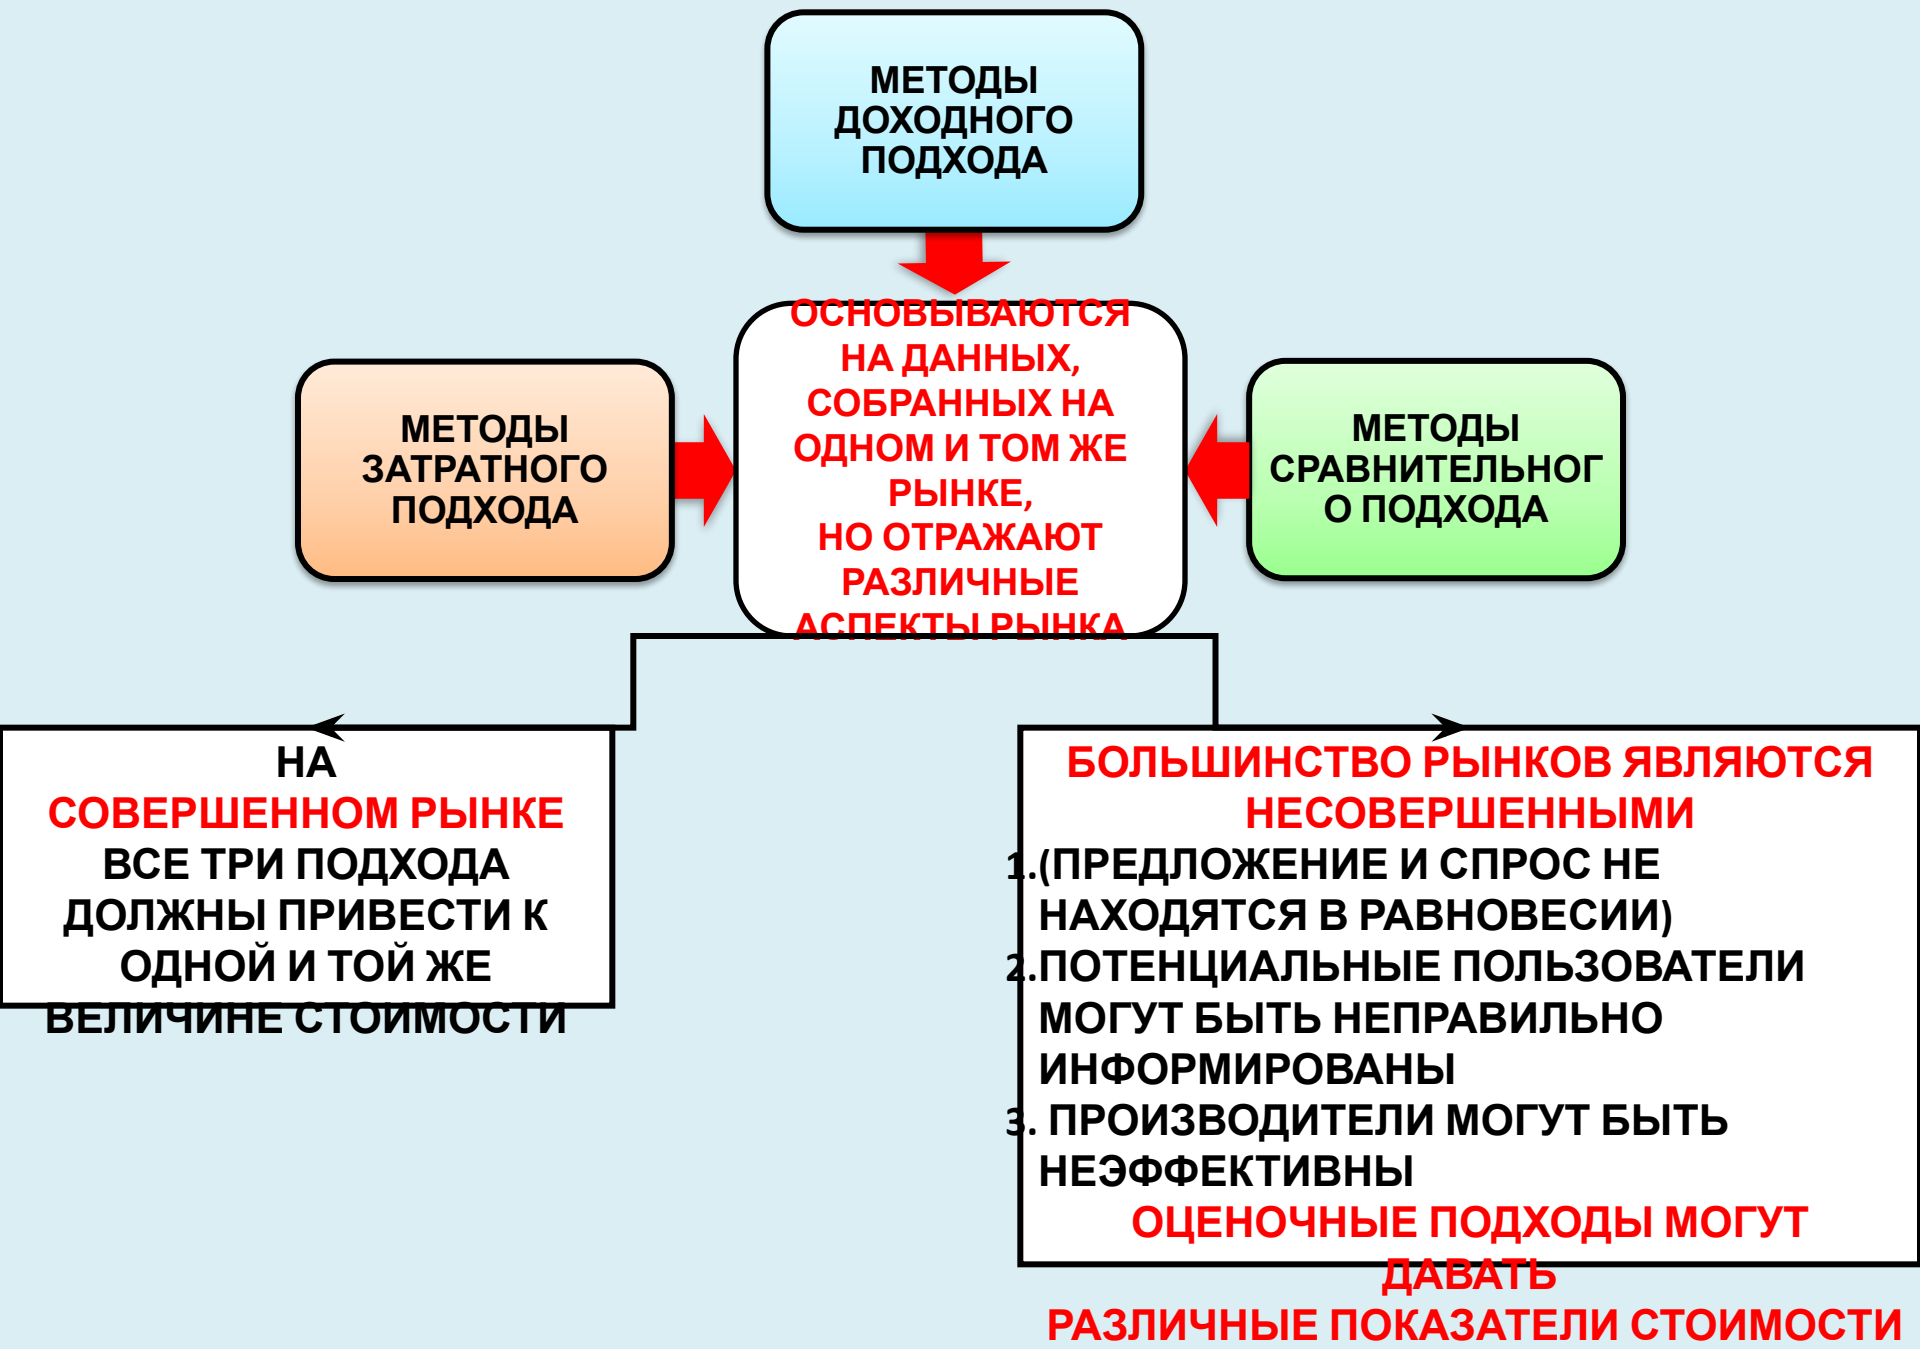 МЕТОДЫ
ДОХОДНОГО
ПОДХОДА
МЕТОДЫ
ЗАТРАТНОГО
ПОДХОДА
ОСНОВЫВАЮТСЯ
НА ДАННЫХ,
СОБРАННЫХ НА
ОДНОМ И ТОМ ЖЕ
РЫНКЕ,
НО ОТРАЖАЮТ
РАЗЛИЧНЫЕ
АСПЕКТЫ РЫНКА
МЕТОДЫ
СРАВНИТЕЛЬНОГ
О ПОДХОДА
НА
СОВЕРШЕННОМ РЫНКЕ
ВСЕ ТРИ ПОДХОДА
ДОЛЖНЫ ПРИВЕСТИ К
ОДНОЙ И ТОЙ ЖЕ
ВЕЛИЧИНЕ СТОИМОСТИ
БОЛЬШИНСТВО РЫНКОВ ЯВЛЯЮТСЯ
НЕСОВЕРШЕННЫМИ
1.(ПРЕДЛОЖЕНИЕ И СПРОС НЕ
НАХОДЯТСЯ В РАВНОВЕСИИ)
2.ПОТЕНЦИАЛЬНЫЕ ПОЛЬЗОВАТЕЛИ
МОГУТ БЫТЬ НЕПРАВИЛЬНО
ИНФОРМИРОВАНЫ
3. ПРОИЗВОДИТЕЛИ МОГУТ БЫТЬ
НЕЭФФЕКТИВНЫ
ОЦЕНОЧНЫЕ ПОДХОДЫ МОГУТ
ДАВАТЬ
РАЗЛИЧНЫЕ ПОКАЗАТЕЛИ СТОИМОСТИ